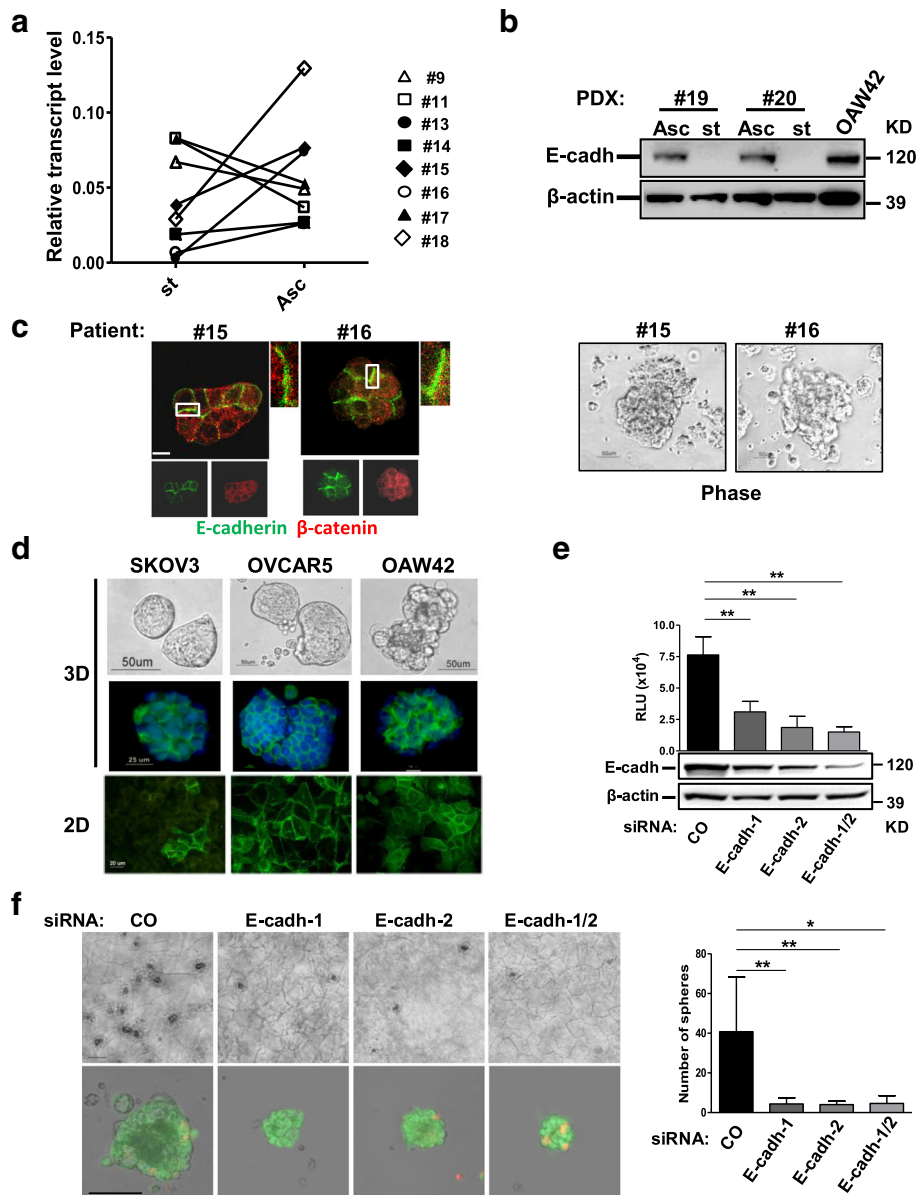 a
Relative transcript level
0.15
0.10
0.05
0.00
st
Asc
#9
#11
#13
#14
#15
#16
#17
#18
b
PDX: #19 #20 OAW42
Asc st Asc st KD
E-cadh 120
β-actin 39
c
Patient: #15 #16
E-cadherin β-catenin
#15 #16
50um 50um
Phase
d
SKOV3 OVCAR5 OAW42
3D
50um 50um 50um
25 um
2D
20 um
e
** 
**
**
RLU (x10⁴)
10.0
7.5
5.0
2.5
0.0
E-cadh 120
β-actin 39
siRNA: CO E-cadh-1 E-cadh-2 E-cadh-1/2 KD
f
siRNA: CO E-cadh-1 E-cadh-2 E-cadh-1/2
*
**
**
Number of spheres
80
60
40
20
0
siRNA: CO E-cadh-1 E-cadh-2 E-cadh-1/2